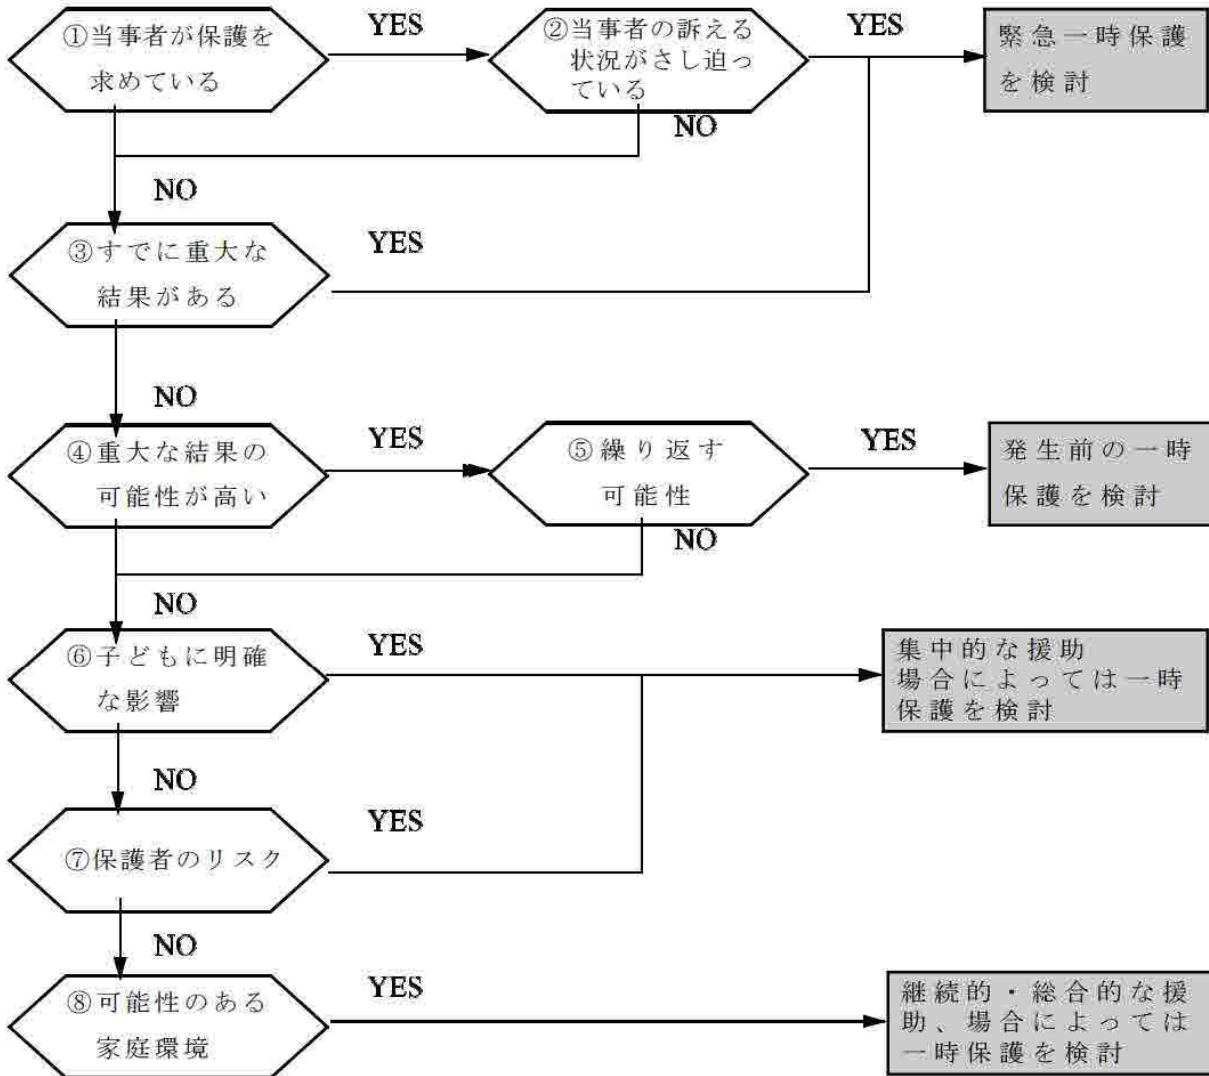 ①当事者が保護を
求めている
YES
②当事者の訴える
状況がさし迫っ
ている
YES
緊急一時保護
を検討
NO
NO
③すでに重大な
結果がある
YES
NO
④重大な結果の
可能性が高い
YES
⑤繰り返す
可能性
YES
発生前の一時
保護を検討
NO
NO
⑥子どもに明確
な影響
YES
集中的な援助
場合によっては一時
保護を検討
NO
⑦保護者のリスク
YES
NO
⑧可能性のある
家庭環境
YES
継続的・総合的な援
助、場合によっては
一時保護を検討